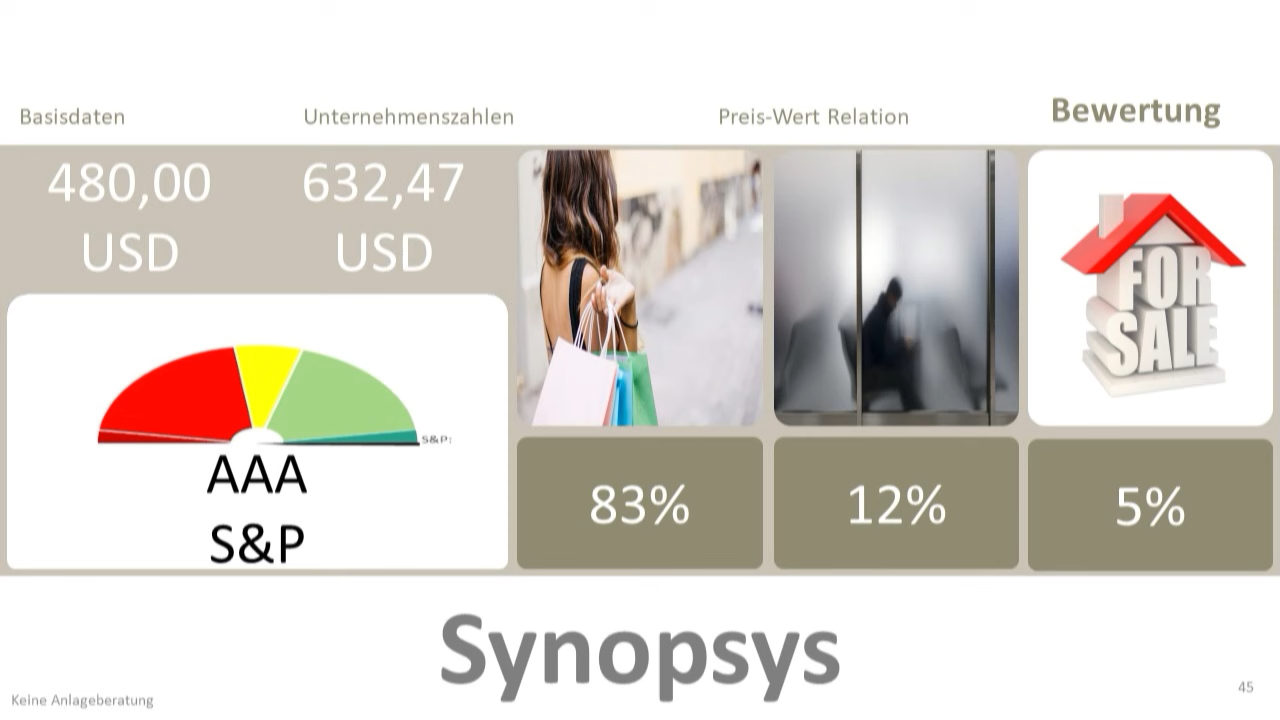 Basisdaten
Unternehmenszahlen
Preis-Wert Relation
Bewertung
480,00
USD
632,47
USD
FOR
SALE
S&P:
AAA
S&P
83%
12%
5%
Synopsys
Keine Anlageberatung
45